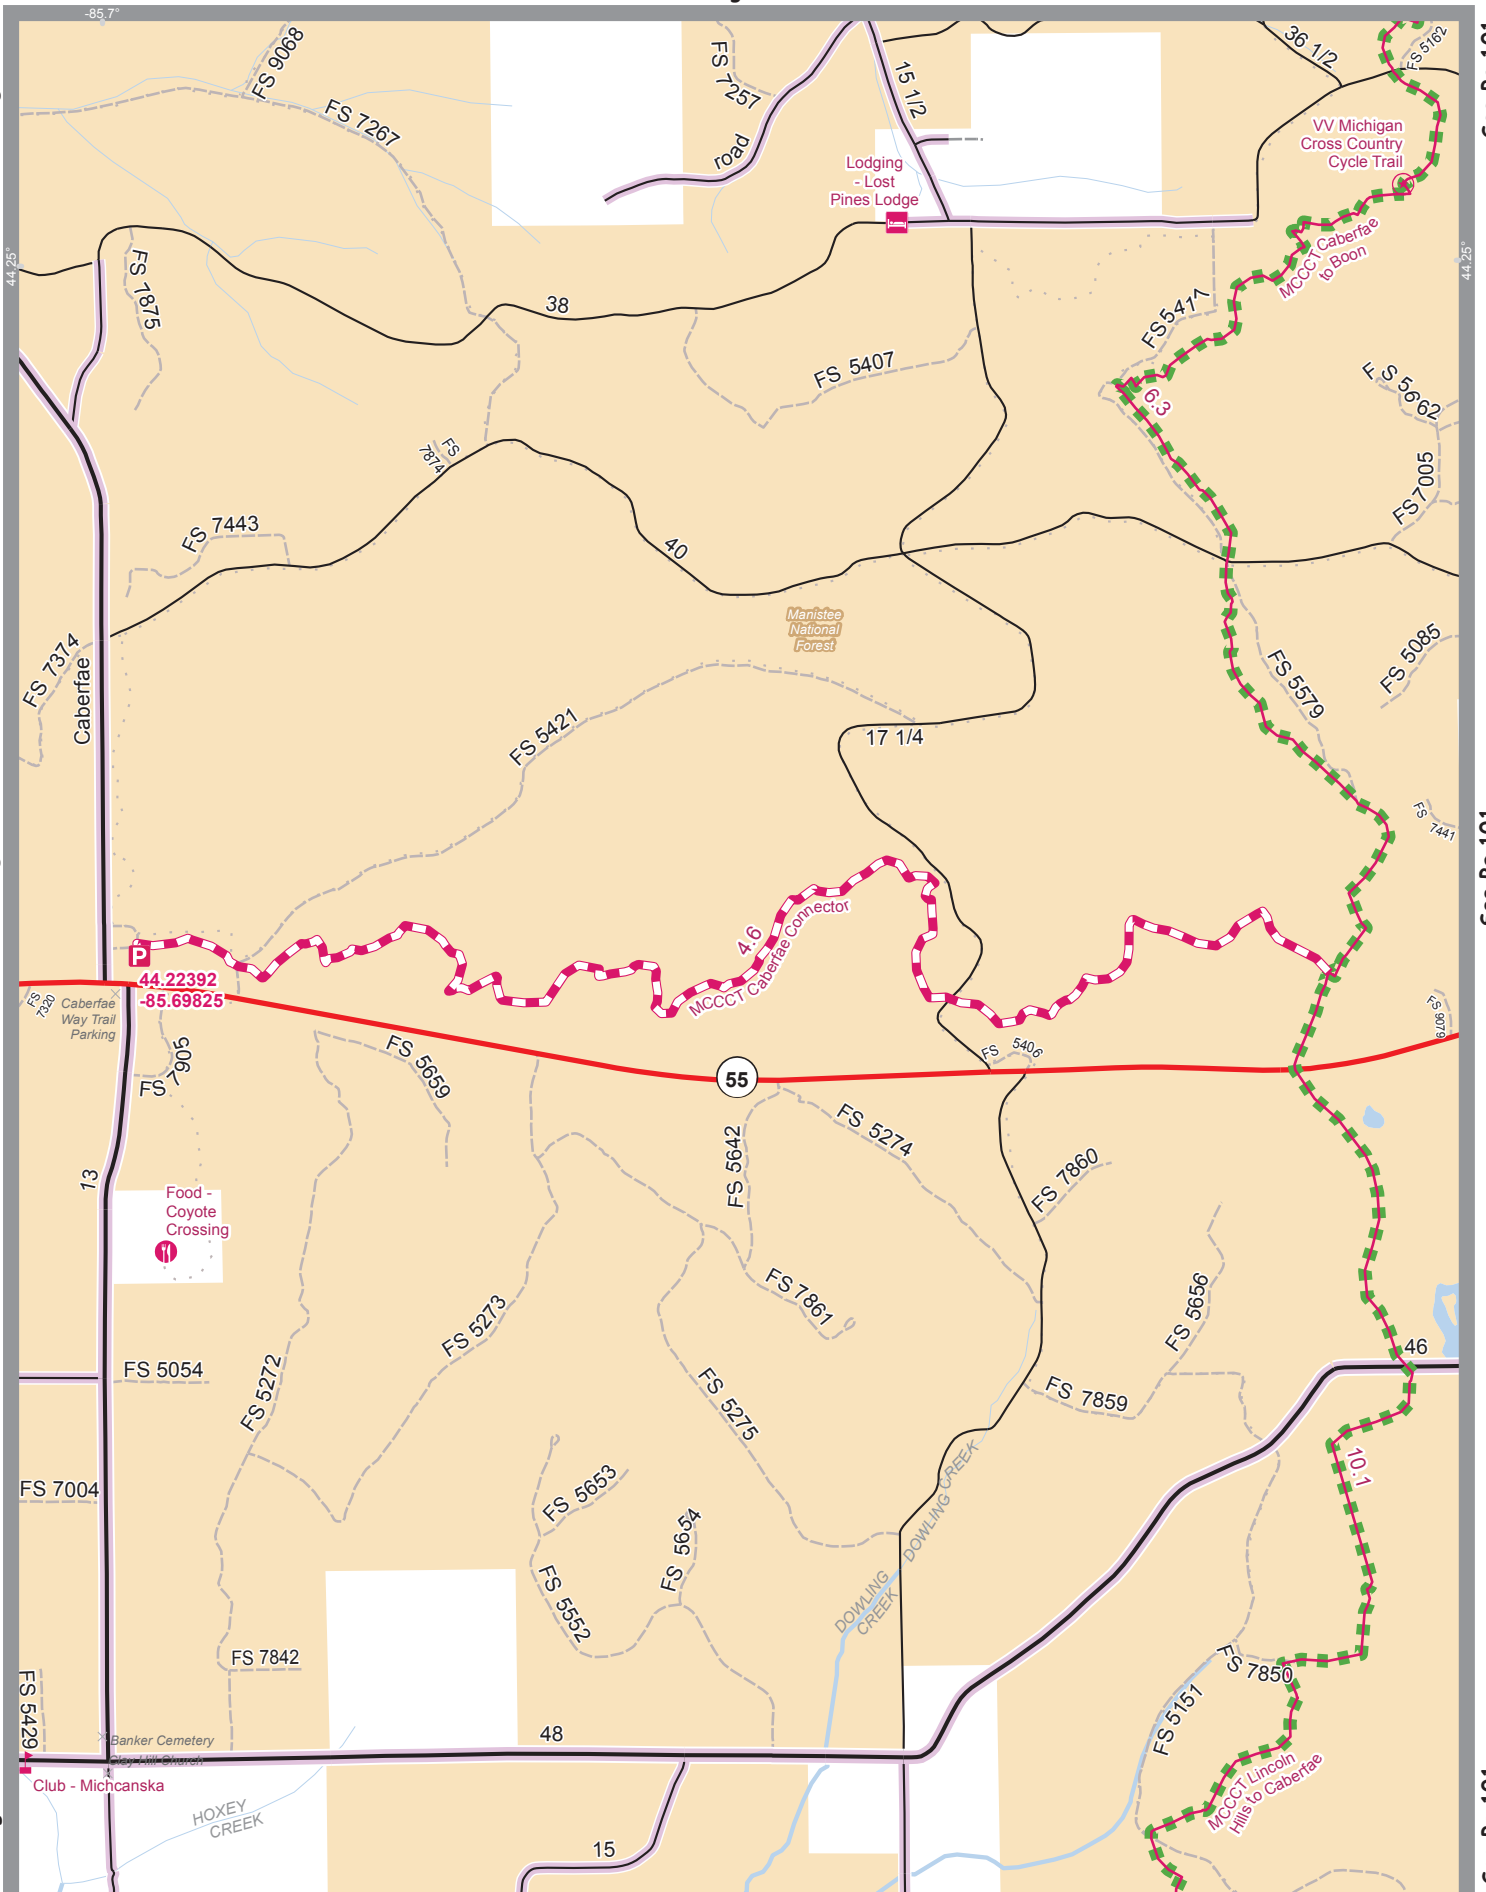 -85.7°
FS 9068
FS 7267
FS 7257
road
15 1/2
36 1/2
FS 5162
VV Michigan
Cross Country
Cycle Trail
Lodging
- Lost
Pines Lodge
MCCCT Caberfae
to Boon
44.25°
44.25°
FS 7875
38
FS 5407
FS 5477
6.3
FS 5662
FS 7005
FS
7874
FS 7443
40
Manistee
National
Forest
FS 7374
Caberfae
FS 5421
17 1/4
FS 5579
FS 5085
FS 7441
4.6
MCCCT Caberfae Connector
P
44.22392
-85.69825
FS
7320
Caberfae
Way Trail
Parking
FS 7905
FS 5659
55
FS 5406
FS 9079
FS 5642
FS 5274
FS 7860
13
Food -
Coyote
Crossing
FS 7861
FS 5273
FS 5656
46
FS 5054
FS 5272
FS 5275
FS 7859
10.1
FS 7004
FS 5653
FS 5654
DOWLING CREEK
FS 5552
DOWLING
CREEK
FS 7842
FS 7850
FS 5151
FS 5429
Banker Cemetery
Clay Hill Church
48
Club - Michcanska
HOXEY
CREEK
15
MCCCT Lincoln
Hills to Caberfae